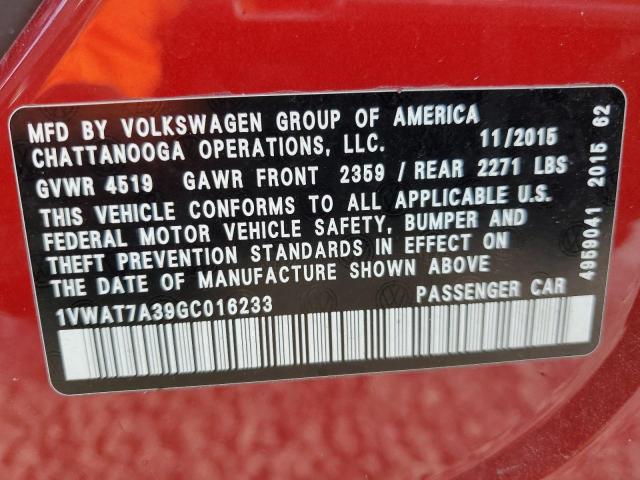 MFD BY VOLKSWAGEN GROUP OF AMERICA
CHATTANOOGA OPERATIONS, LLC. 11/2015
GVWR 4519 GAWR FRONT 2359 / REAR 2271 LBS
THIS VEHICLE CONFORMS TO ALL APPLICABLE U.S.
FEDERAL MOTOR VEHICLE SAFETY, BUMPER AND
THEFT PREVENTION STANDARDS IN EFFECT ON
THE DATE OF MANUFACTURE SHOWN ABOVE
1VWAT7A39GC016233 PASSENGER CAR
4959041 2015 62